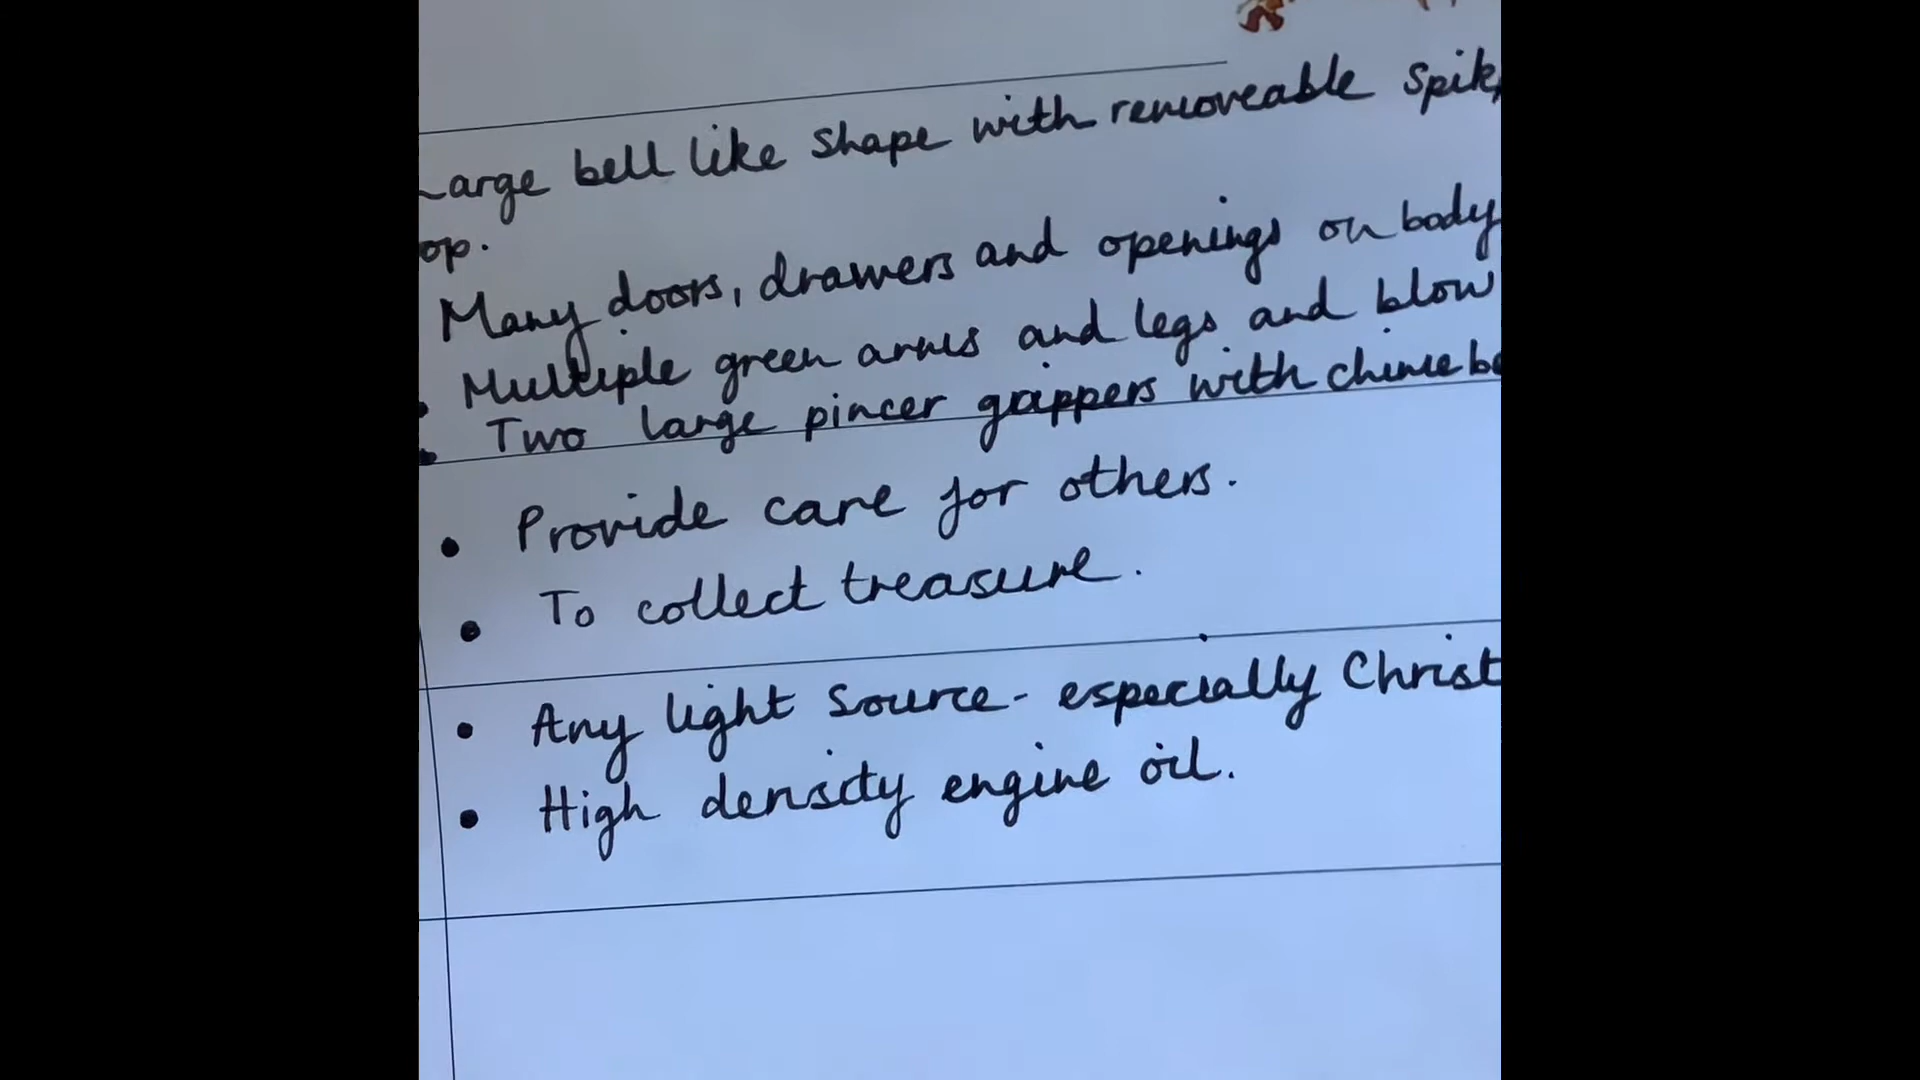 Large bell like shape with removeable spik
op.
Many doors, drawers and openings on body
Multiple green arms and legs and blow
Two large pincer grippers with chime b
Provide care for others.
To collect treasure.
Any light source - especially Christ
High density engine oil.